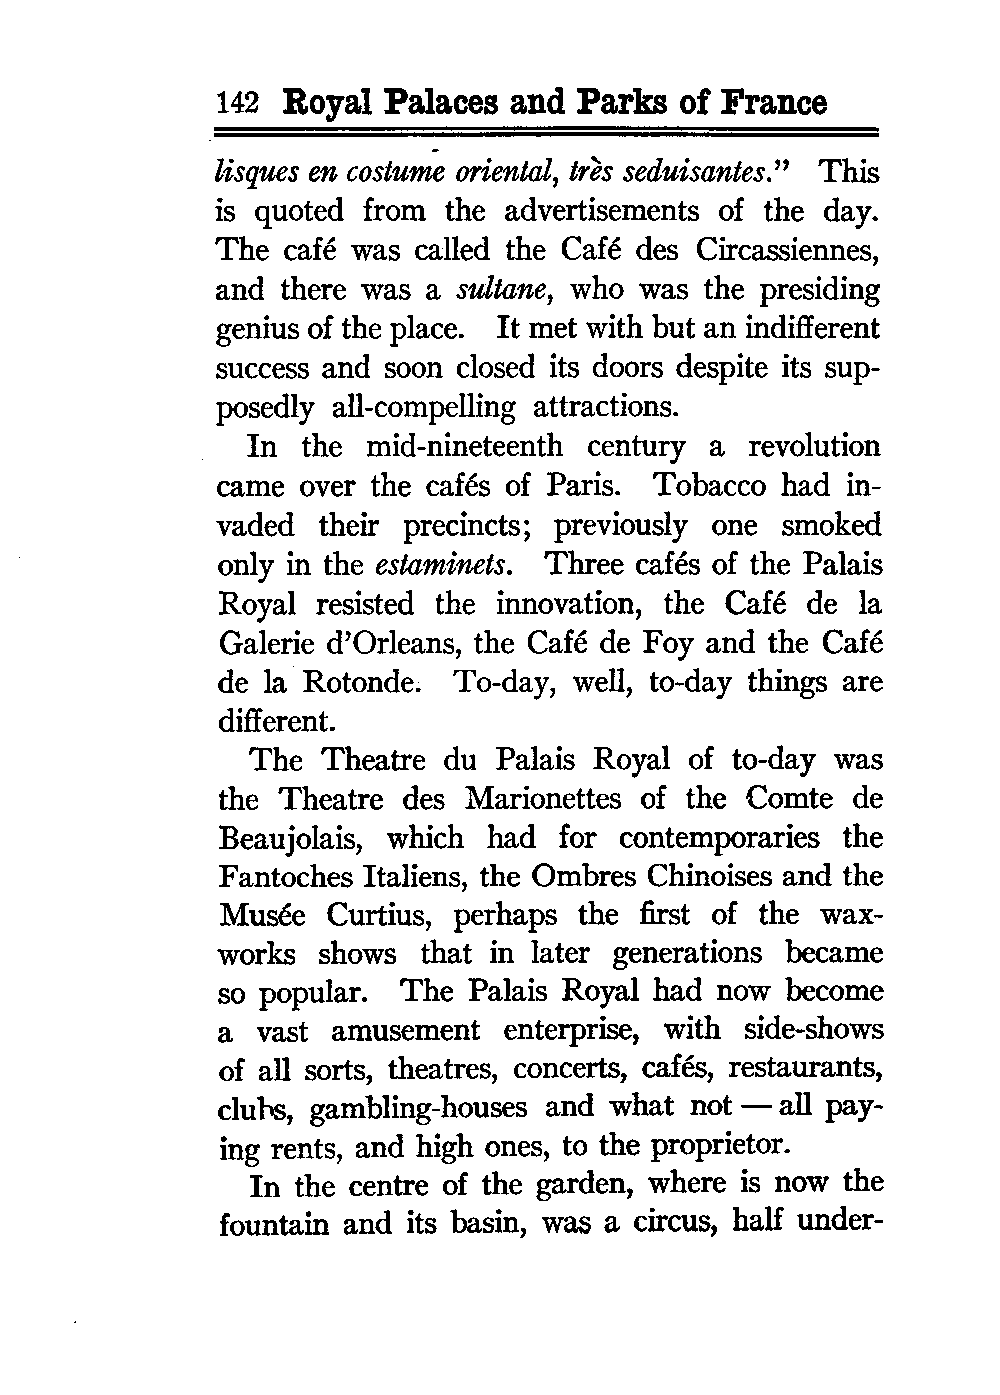 142 Royal Palaces and Parks of France
lisques en costume oriental, très seduisantes." This
is quoted from the advertisements of the day.
The café was called the Café des Circassiennes,
and there was a sultane, who was the presiding
genius of the place. It met with but an indifferent
success and soon closed its doors despite its sup-
posedly all-compelling attractions.
In the mid-nineteenth century a revolution
came over the cafés of Paris. Tobacco had in-
vaded their precincts; previously one smoked
only in the estaminets. Three cafés of the Palais
Royal resisted the innovation, the Café de la
Galerie d'Orleans, the Café de Foy and the Café
de la Rotonde. To-day, well, to-day things are
different.
The Theatre du Palais Royal of to-day was
the Theatre des Marionettes of the Comte de
Beaujolais, which had for contemporaries the
Fantoches Italiens, the Ombres Chinoises and the
Musée Curtius, perhaps the first of the wax-
works shows that in later generations became
so popular. The Palais Royal had now become
a vast amusement enterprise, with side-shows
of all sorts, theatres, concerts, cafés, restaurants,
clubs, gambling-houses and what not — all pay-
ing rents, and high ones, to the proprietor.
In the centre of the garden, where is now the
fountain and its basin, was a circus, half under-